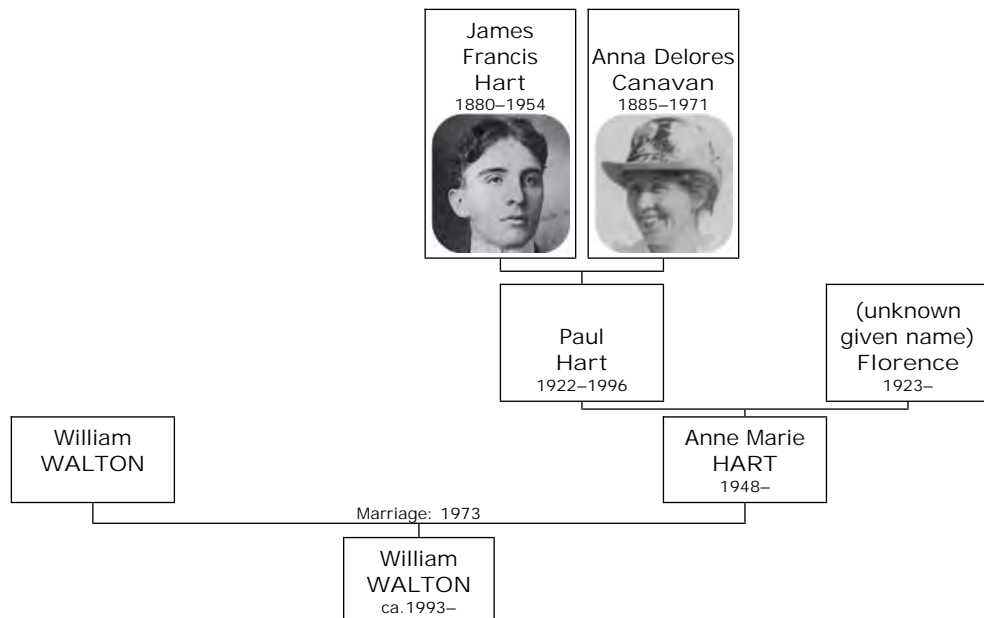 James
Francis
Hart
1880–1954
Anna Delores
Canavan
1885–1971
Paul
Hart
1922–1996
(unknown
given name)
Florence
1923–
William
WALTON
Anne Marie
HART
1948–
Marriage: 1973
William
WALTON
ca.1993–